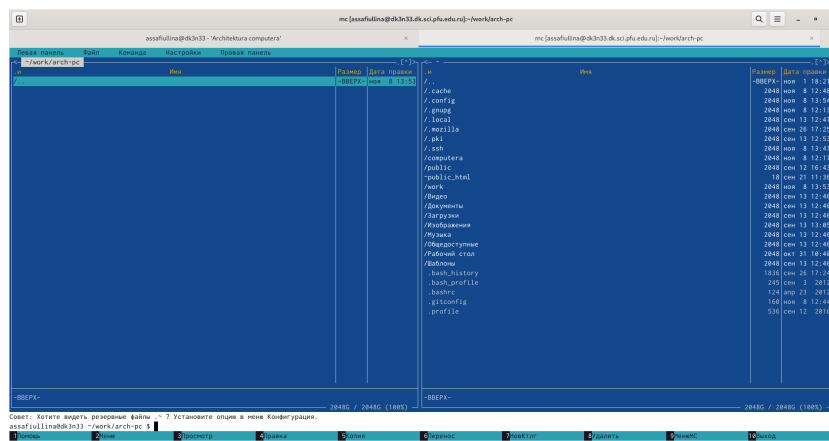 mc [assafiullina@dk3n33.dk.sci.pfu.edu.ru]:~/work/arch-pc
assafiullina@dk3n33 - 'Architektura computera'
mc [assafiullina@dk3n33.dk.sci.pfu.edu.ru]:~/work/arch-pc
Левая панель Файл Команда Настройки Правая панель
<- ~/work/arch-pc .[^]> <- ~ .[^]>
.и Имя Размер Дата правки .и Имя Размер Дата правки
/.. -ВВЕРХ- ноя 8 13:53 /.. -ВВЕРХ- ноя 1 18:21
/.cache 2048 ноя 8 12:48
/.config 2048 ноя 8 13:54
/.gnupg 2048 ноя 8 12:13
/.local 2048 сен 13 12:47
/.mozilla 2048 сен 26 17:25
/.pki 2048 сен 13 12:53
/.ssh 2048 ноя 8 13:47
/computera 2048 ноя 8 12:17
/public 2048 сен 12 16:43
~public_html 18 сен 21 11:36
/work 2048 ноя 8 13:53
/Видео 2048 сен 13 12:46
/Документы 2048 сен 13 12:46
/Загрузки 2048 сен 13 12:46
/Изображения 2048 сен 13 13:05
/Музыка 2048 сен 13 12:46
/Общедоступные 2048 сен 13 12:46
/Рабочий стол 2048 окт 31 10:48
/Шаблоны 2048 сен 13 12:46
.bash_history 1836 сен 26 17:24
.bash_profile 245 сен 3 2012
.bashrc 124 апр 23 2012
.gitconfig 160 ноя 8 12:44
.profile 536 сен 12 2016
-ВВЕРХ- -ВВЕРХ-
2048G / 2048G (100%) 2048G / 2048G (100%)
Совет: Хотите видеть резервные файлы .~ ? Установите опцию в меню Конфигурация.
assafiullina@dk3n33 ~/work/arch-pc $
1Помощь 2Меню 3Просмотр 4Правка 5Копия 6Перенос 7НовКтлг 8Удалить 9МенюMC 10Выход